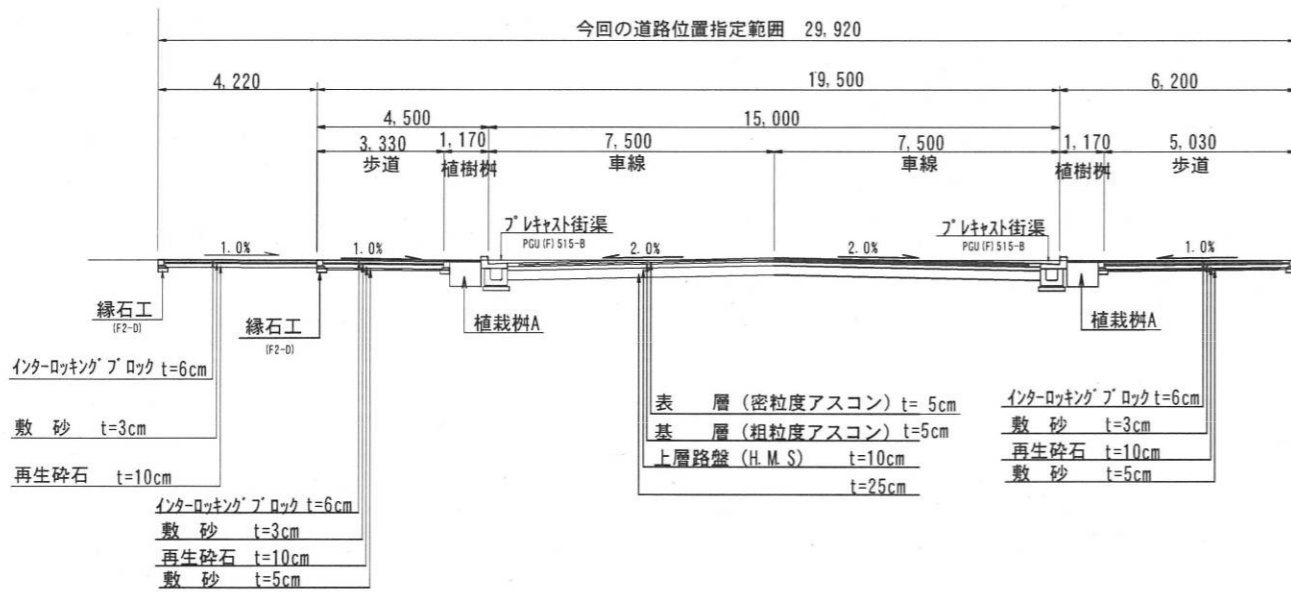 今回の道路位置指定範囲 29,920
4,220
19,500
6,200
4,500
15,000
3,330
1,170
7,500
7,500
1,170
5,030
歩道
植樹桝
車線
車線
植樹桝
歩道
プレキャスト街渠
PGU(F)515-B
プレキャスト街渠
PGU(F)515-B
1.0%
1.0%
2.0%
2.0%
1.0%
縁石工
(F2-D)
縁石工
(F2-D)
植栽桝A
植栽桝A
インターロッキングブロック t=6cm
敷 砂 t=3cm
再生砕石 t=10cm
インターロッキングブロック t=6cm
敷 砂 t=3cm
再生砕石 t=10cm
敷 砂 t=5cm
表 層(密粒度アスコン) t= 5cm
基 層(粗粒度アスコン) t=5cm
上層路盤(H.M.S) t=10cm
t=25cm
インターロッキングブロック t=6cm
敷 砂 t=3cm
再生砕石 t=10cm
敷 砂 t=5cm